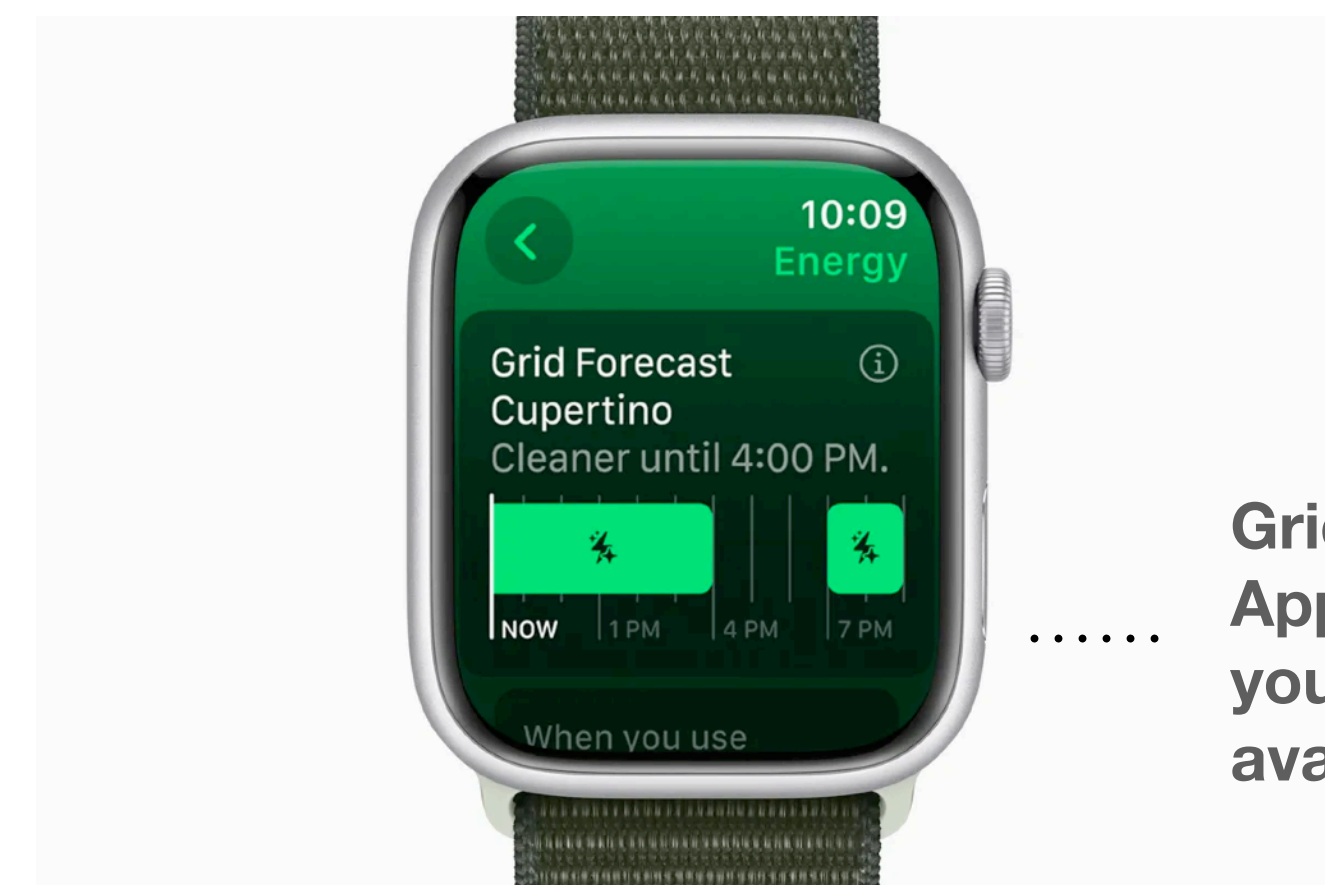 10:09
Energy
Grid Forecast
Cupertino
Cleaner until 4:00 PM.
NOW
1 PM
4 PM
7 PM
When you use
......